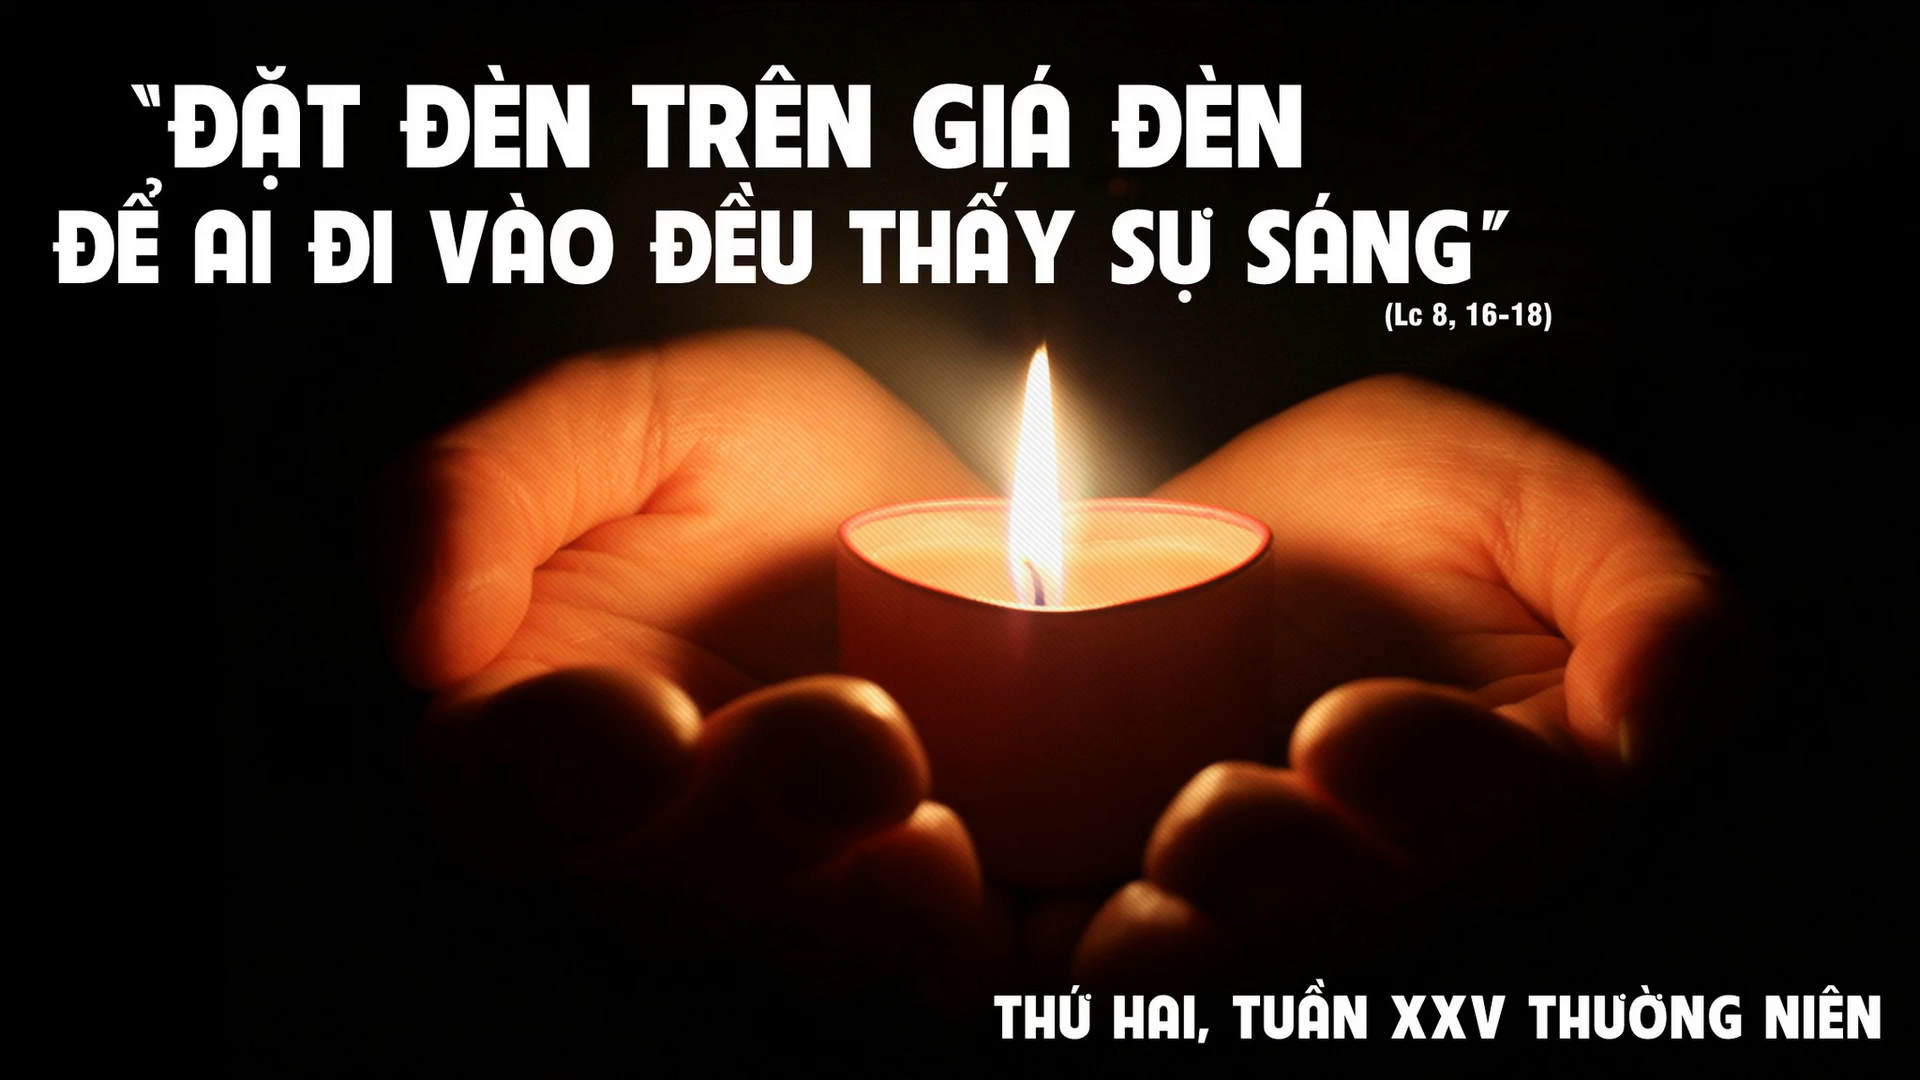 “ĐẶT ĐÈN TRÊN GIÁ ĐÈN
ĐỂ AI ĐI VÀO ĐỀU THẤY SỰ SÁNG”
(Lc 8, 16-18)
THỨ HAI, TUẦN XXV THƯỜNG NIÊN